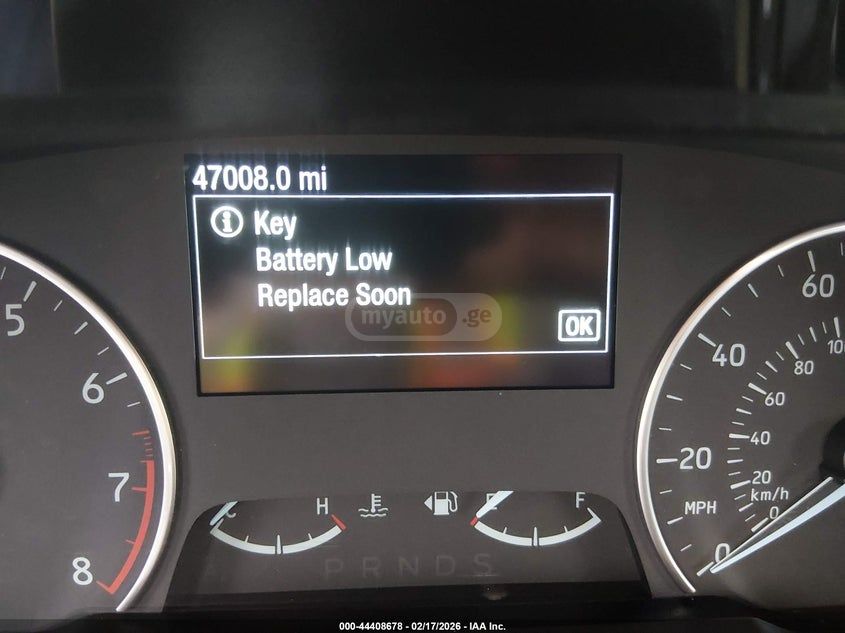 47008.0 mi
i Key
Battery Low
Replace Soon
OK
myauto.ge
5
6
7
8
H
E
F
PRNDS
0
20
40
60
MPH
0
20
40
60
80
km/h
000-44408678 - 02/17/2026 - IAA Inc.